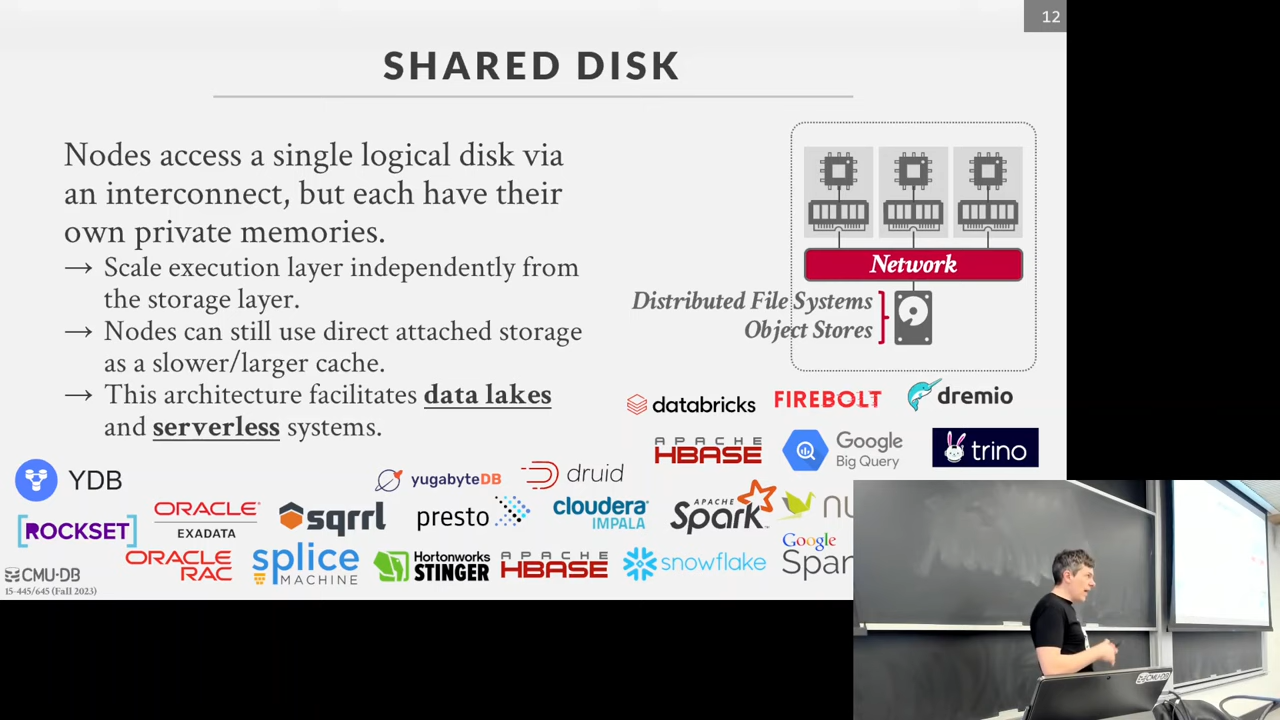 12
SHARED DISK
Nodes access a single logical disk via
an interconnect, but each have their
own private memories.
→ Scale execution layer independently from
the storage layer.
→ Nodes can still use direct attached storage
as a slower/larger cache.
→ This architecture facilitates data lakes
and serverless systems.
Network
Distributed File Systems
Object Stores
databricks
FIREBOLT
dremio
APACHE
HBASE
Google
Big Query
trino
YDB
yugabyteDB
druid
ROCKSET
ORACLE
EXADATA
sqrrl
presto
cloudera
IMPALA
APACHE
Spark
nu
ORACLE
RAC
splice
MACHINE
Hortonworks
STINGER
APACHE
HBASE
snowflake
Google
Span
CMU·DB
15-445/645 (Fall 2023)
CMU·DB